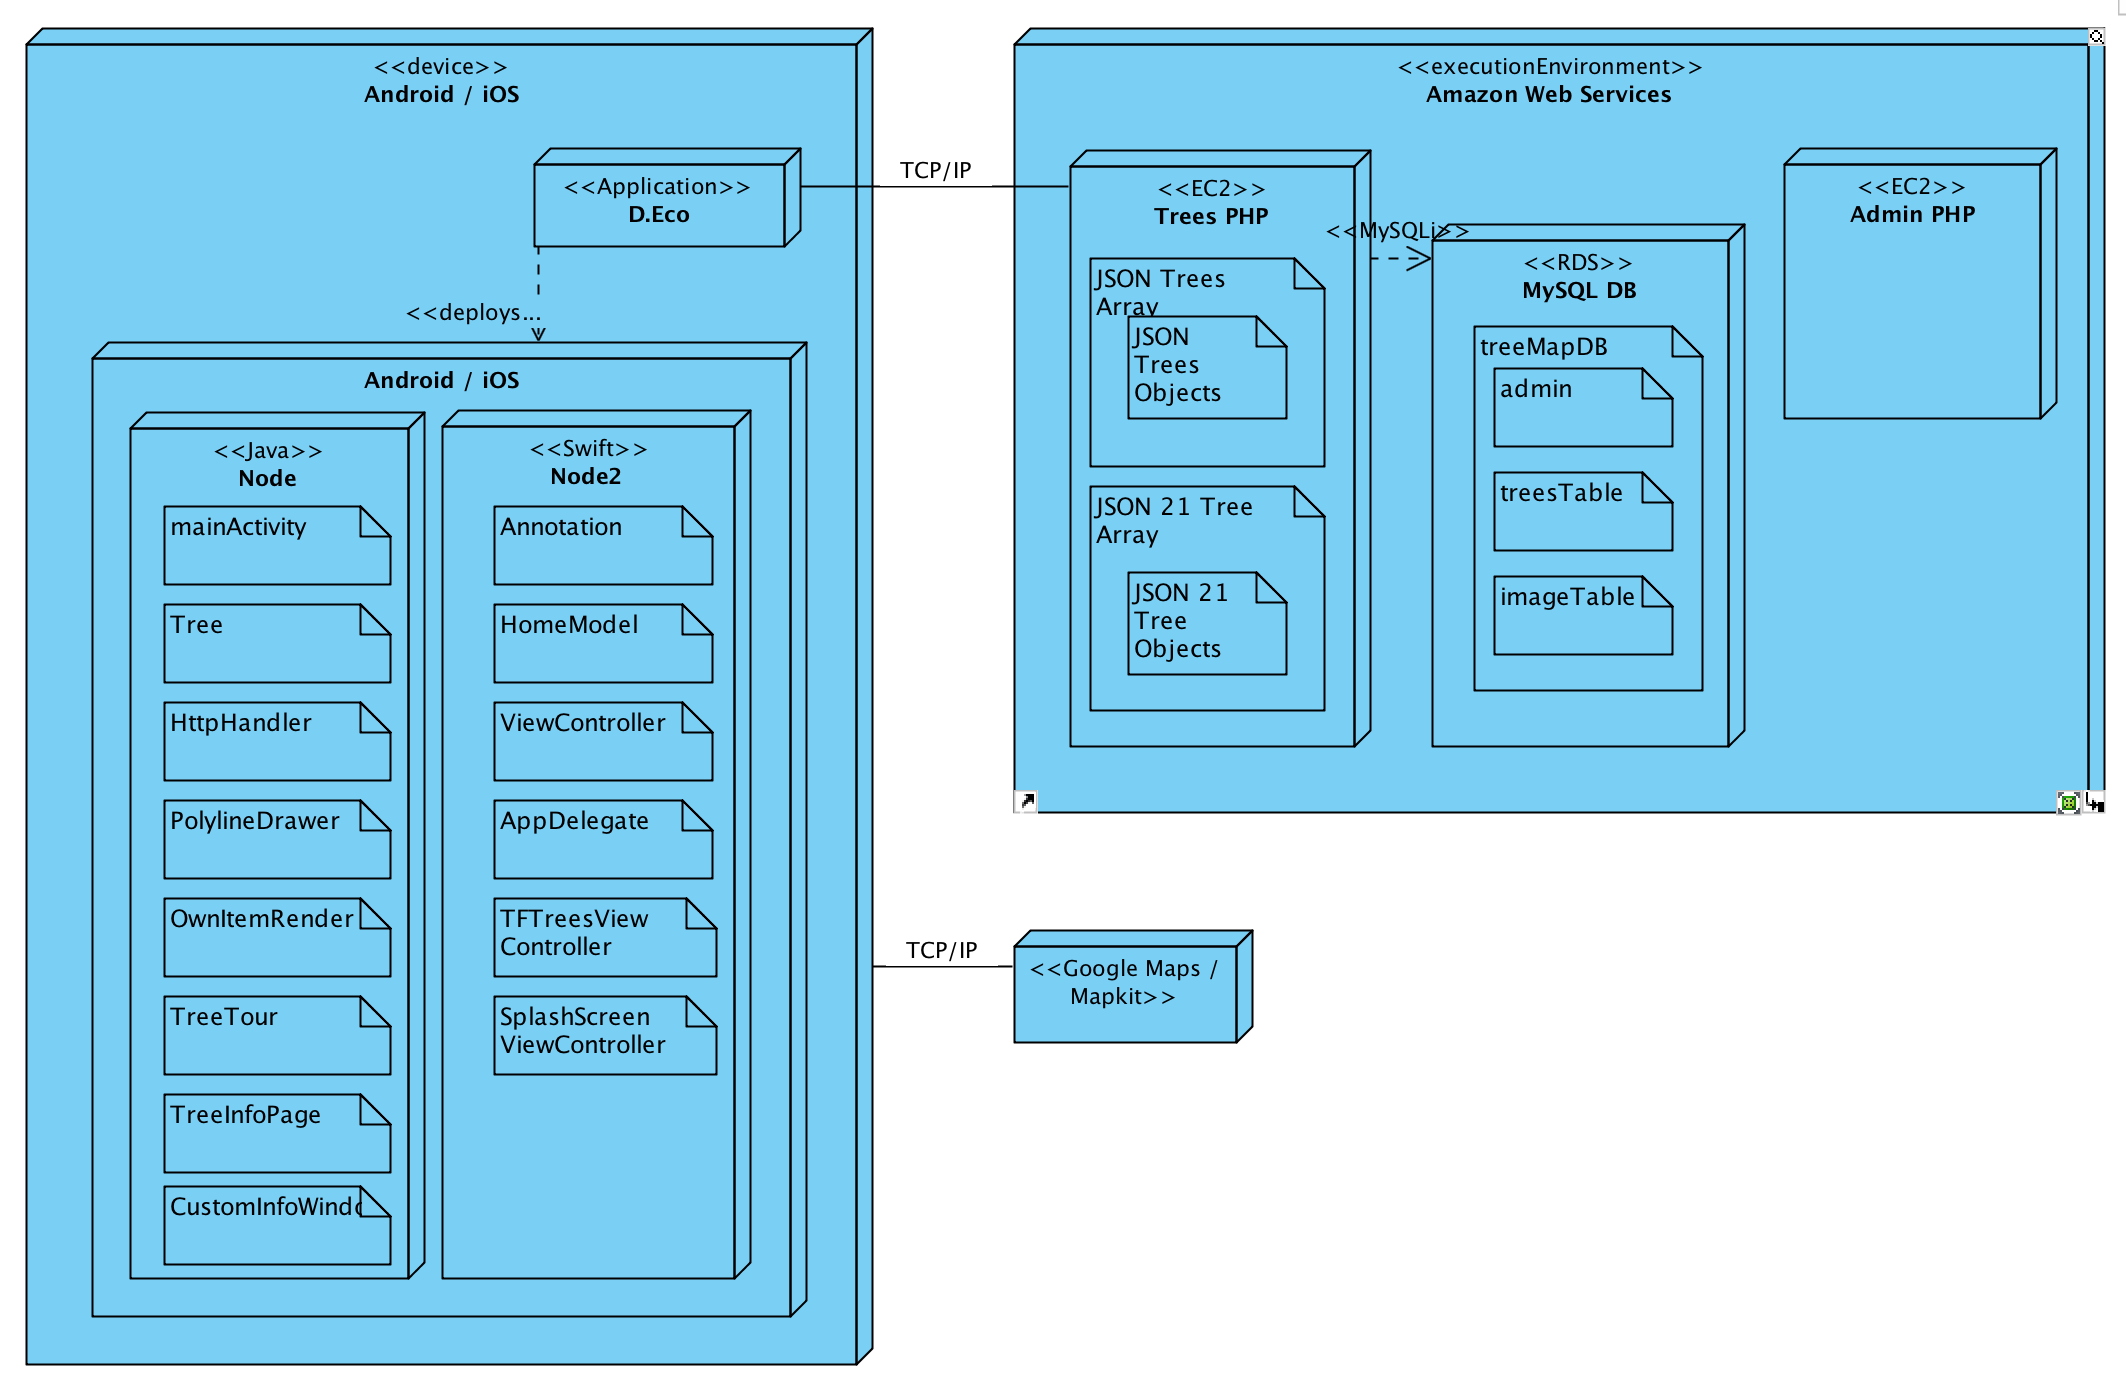 <<device>>
Android / iOS
<<Application>>
D.Eco
<<deploys...
Android / iOS
<<Java>>
Node
mainActivity
Tree
HttpHandler
PolylineDrawer
OwnItemRender
TreeTour
TreeInfoPage
CustomInfoWindo
<<Swift>>
Node2
Annotation
HomeModel
ViewController
AppDelegate
TFTreesView
Controller
SplashScreen
ViewController
TCP/IP
TCP/IP
<<executionEnvironment>>
Amazon Web Services
<<EC2>>
Trees PHP
JSON Trees
Array
JSON
Trees
Objects
JSON 21 Tree
Array
JSON 21
Tree
Objects
<<MySQLi>>
<<RDS>>
MySQL DB
treeMapDB
admin
treesTable
imageTable
<<EC2>>
Admin PHP
<<Google Maps /
Mapkit>>